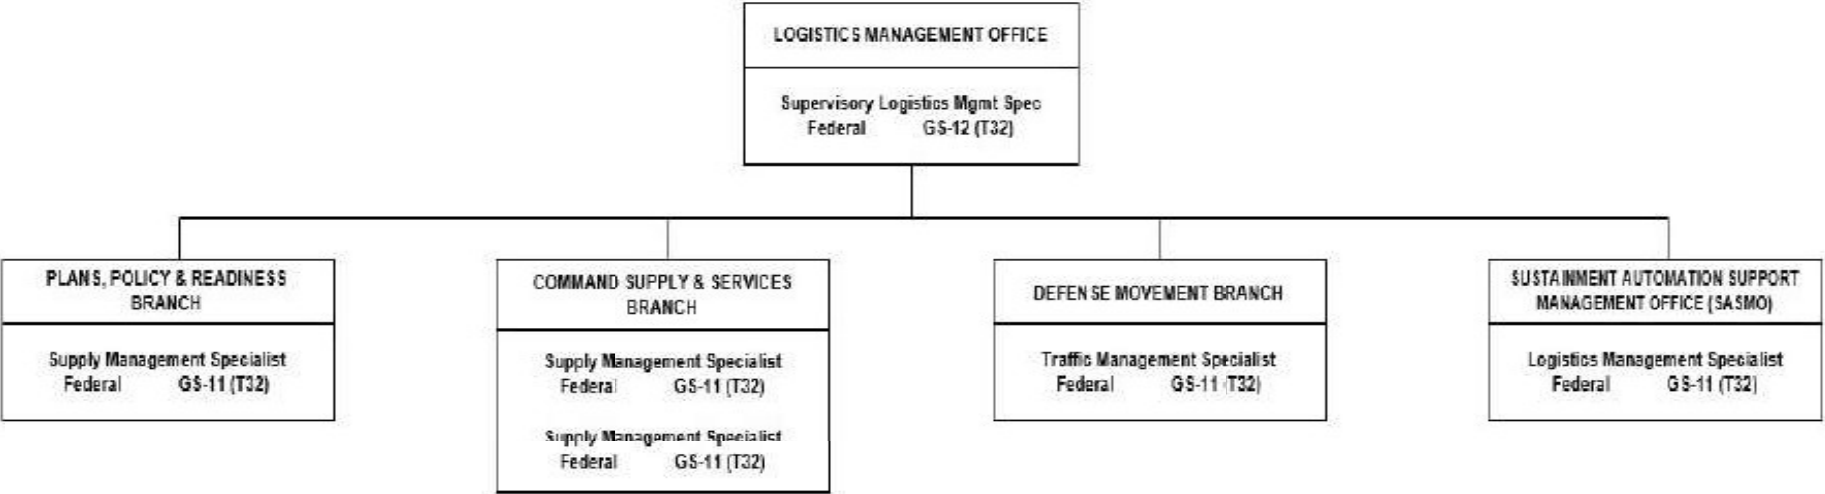 LOGISTICS MANAGEMENT OFFICE
Supervisory Logistics Mgmt Spec
Federal GS-12 (T32)
PLANS, POLICY & READINESS
BRANCH
Supply Management Specialist
Federal GS-11 (T32)
COMMAND SUPPLY & SERVICES
BRANCH
Supply Management Specialist
Federal GS-11 (T32)
Supply Management Specialist
Federal GS-11 (T32)
DEFENSE MOVEMENT BRANCH
Traffic Management Specialist
Federal GS-11 (T32)
SUSTAINMENT AUTOMATION SUPPORT
MANAGEMENT OFFICE (SASMO)
Logistics Management Specialist
Federal GS-11 (T32)